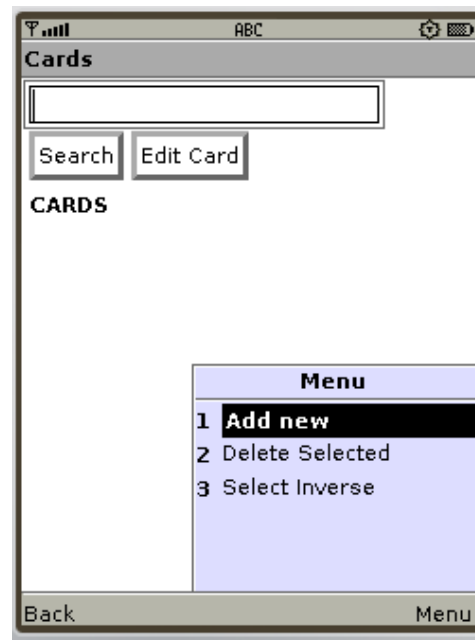 ABC
Cards
Search Edit Card
CARDS
Menu
1 Add new
2 Delete Selected
3 Select Inverse
Back Menu